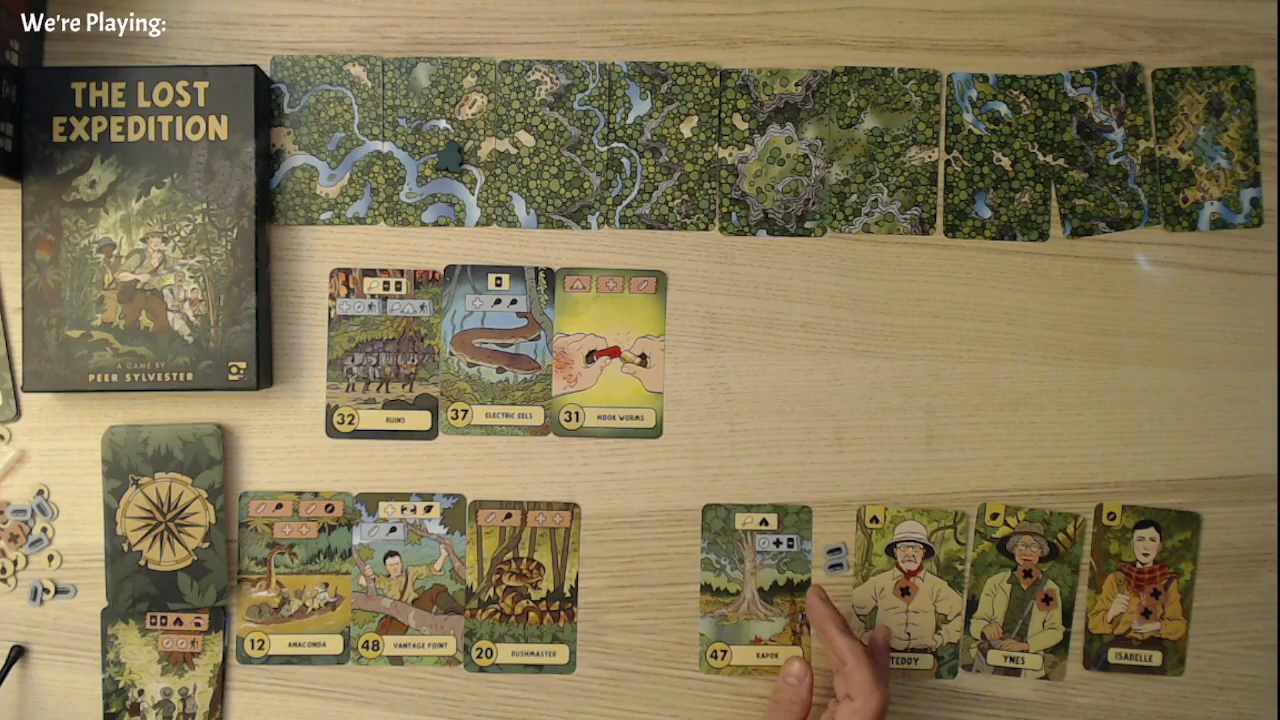 We're Playing:
THE LOST
EXPEDITION
A GAME BY
PEER SYLVESTER
32 RUINS
37 ELECTRIC EELS
31 HOOK WORMS
12 ANACONDA
48 VANTAGE POINT
20 BUSHMASTER
47 KAPOK
TEDDY
YNES
ISABELLE